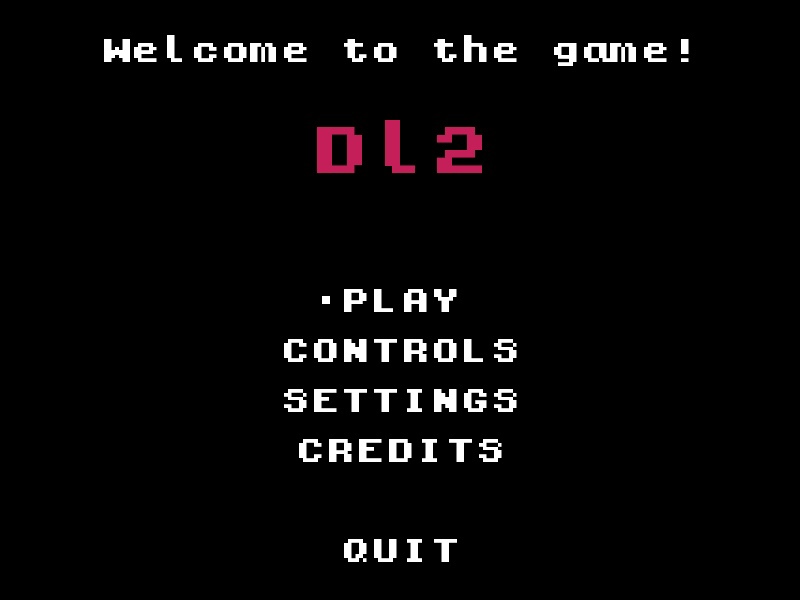 Welcome to the game!
Dl2
·PLAY
CONTROLS
SETTINGS
CREDITS
QUIT